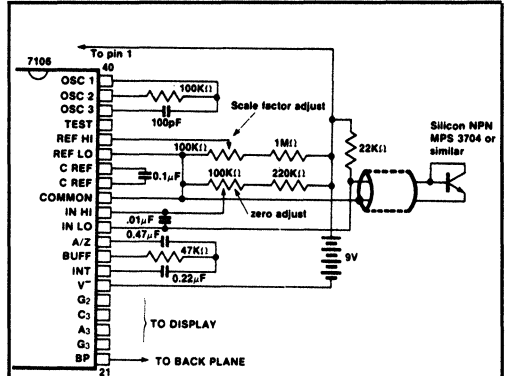 To pin 1
7106
40
OSC 1
OSC 2
100KΩ
OSC 3
100pF
Scale factor adjust
TEST
REF HI
REF LO
100KΩ
1MΩ
22KΩ
Silicon NPN
MPS 3704 or
similar
C REF
0.1μF
C REF
100KΩ
220KΩ
COMMON
IN HI
.01μF
zero adjust
IN LO
0.47μF
A/Z
BUFF
47KΩ
9V
INT
0.22μF
V⁻
G₂
C₃
TO DISPLAY
A₃
G₃
BP
TO BACK PLANE
21